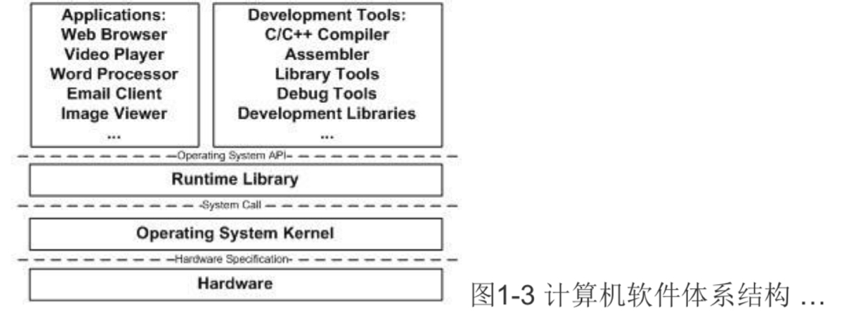 Applications:
Web Browser
Video Player
Word Processor
Email Client
Image Viewer
...
Development Tools:
C/C++ Compiler
Assembler
Library Tools
Debug Tools
Development Libraries
...
Operating System API
Runtime Library
System Call
Operating System Kernel
Hardware Specification
Hardware
图1-3 计算机软件体系结构 ...